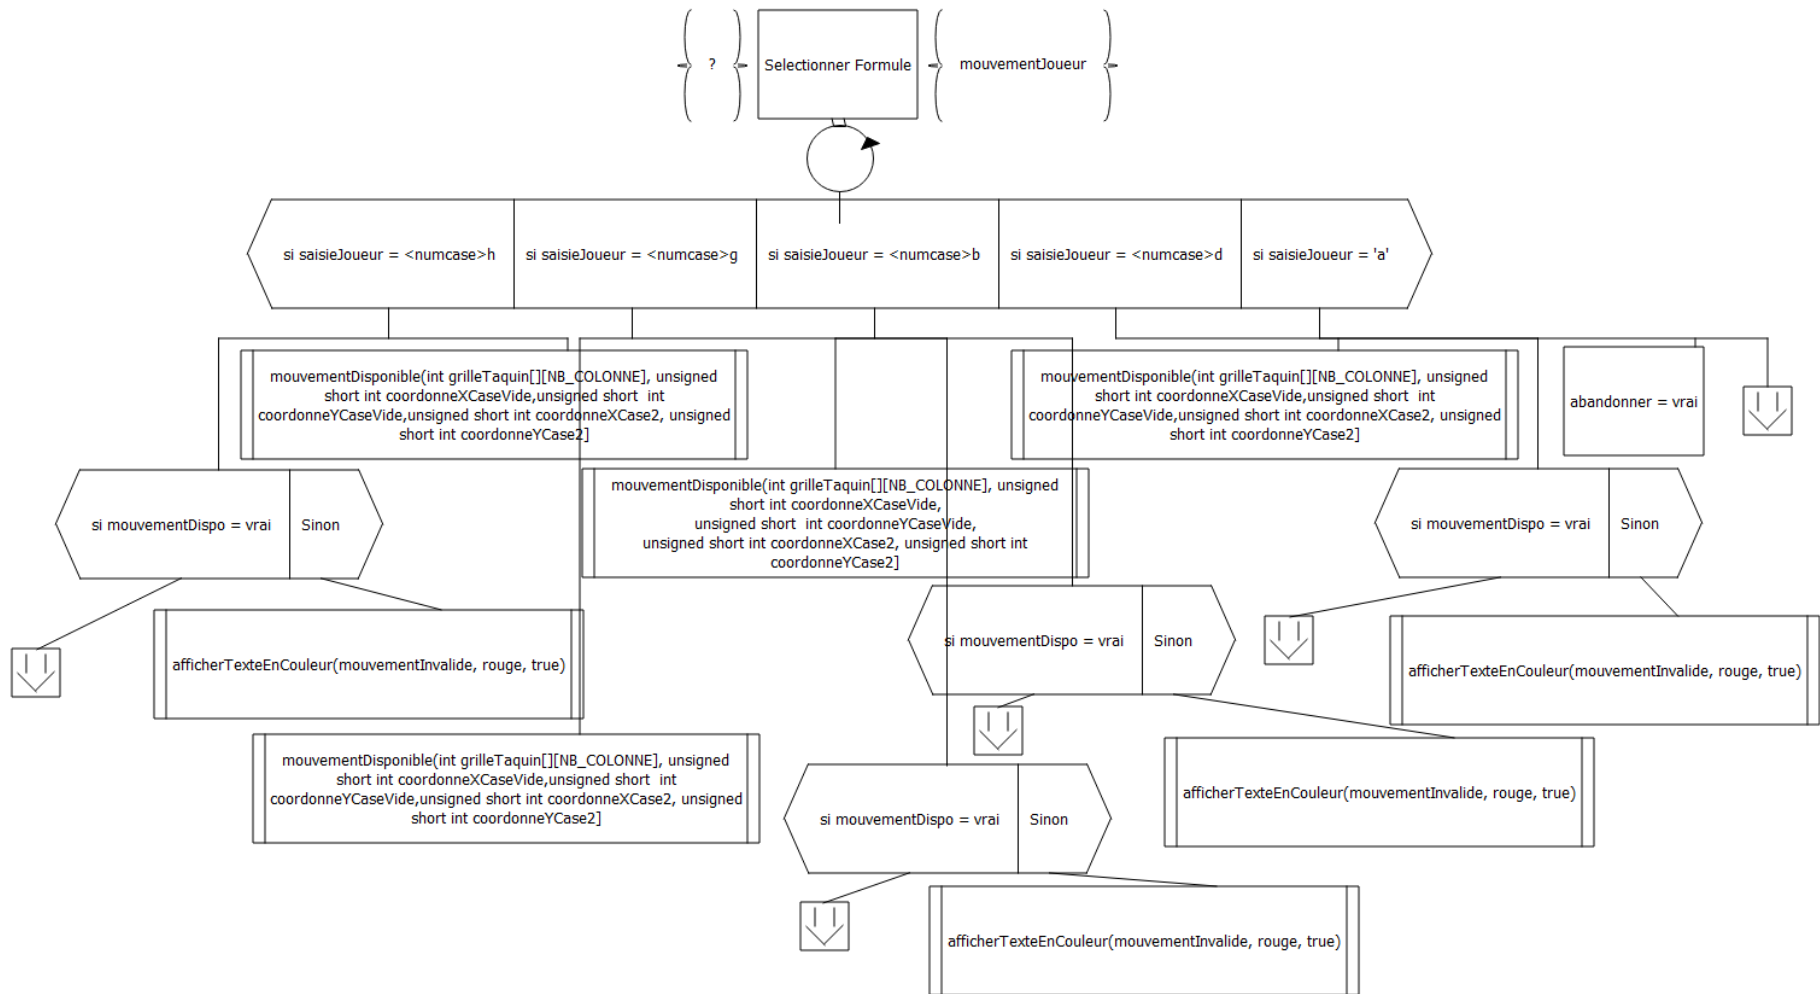 ?
Selectionner Formule
mouvementJoueur
si saisieJoueur = <numcase>h
si saisieJoueur = <numcase>g
si saisieJoueur = <numcase>b
si saisieJoueur = <numcase>d
si saisieJoueur = 'a'
mouvementDisponible(int grilleTaquin[][NB_COLONNE], unsigned
short int coordonneXCaseVide,unsigned short  int
coordonneYCaseVide,unsigned short int coordonneXCase2, unsigned
short int coordonneYCase2]
mouvementDisponible(int grilleTaquin[][NB_COLONNE], unsigned
short int coordonneXCaseVide,unsigned short  int
coordonneYCaseVide,unsigned short int coordonneXCase2, unsigned
short int coordonneYCase2]
abandonner = vrai
si mouvementDispo = vrai
Sinon
mouvementDisponible(int grilleTaquin[][NB_COLONNE], unsigned
short int coordonneXCaseVide,
unsigned short  int coordonneYCaseVide,
unsigned short int coordonneXCase2, unsigned short int
coordonneYCase2]
si mouvementDispo = vrai
Sinon
afficherTexteEnCouleur(mouvementInvalide, rouge, true)
si mouvementDispo = vrai
Sinon
afficherTexteEnCouleur(mouvementInvalide, rouge, true)
mouvementDisponible(int grilleTaquin[][NB_COLONNE], unsigned
short int coordonneXCaseVide,unsigned short  int
coordonneYCaseVide,unsigned short int coordonneXCase2, unsigned
short int coordonneYCase2]
afficherTexteEnCouleur(mouvementInvalide, rouge, true)
si mouvementDispo = vrai
Sinon
afficherTexteEnCouleur(mouvementInvalide, rouge, true)